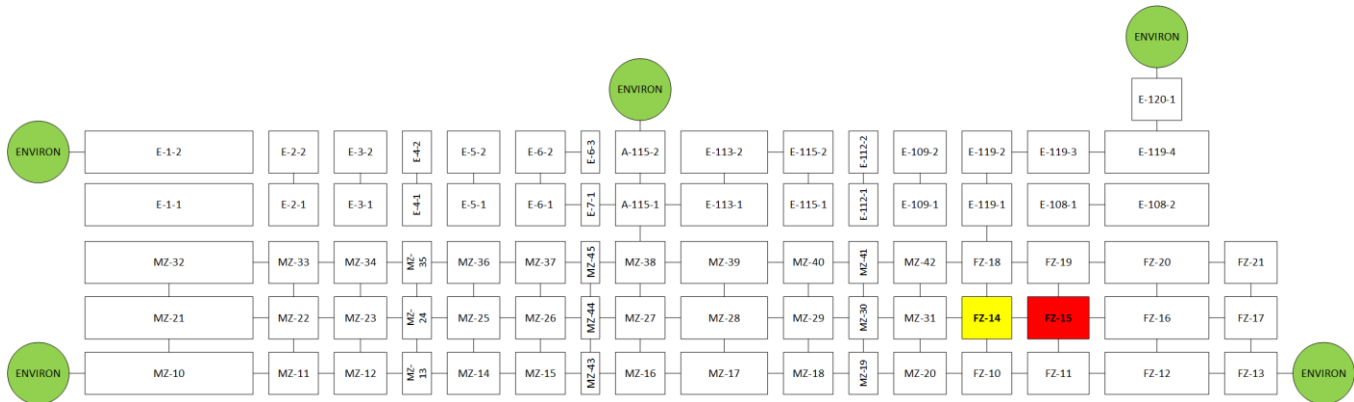 ENVIRON
E-120-1
ENVIRON
ENVIRON
E-1-2
E-2-2
E-3-2
E-4-2
E-5-2
E-6-2
E-6-3
A-115-2
E-113-2
E-115-2
E-112-2
E-109-2
E-119-2
E-119-3
E-119-4
E-1-1
E-2-1
E-3-1
E-4-1
E-5-1
E-6-1
E-7-1
A-115-1
E-113-1
E-115-1
E-112-1
E-109-1
E-119-1
E-108-1
E-108-2
MZ-32
MZ-33
MZ-34
MZ-
35
MZ-36
MZ-37
MZ-45
MZ-38
MZ-39
MZ-40
MZ-41
MZ-42
FZ-18
FZ-19
FZ-20
FZ-21
MZ-21
MZ-22
MZ-23
MZ-
24
MZ-25
MZ-26
MZ-44
MZ-27
MZ-28
MZ-29
MZ-30
MZ-31
FZ-14
FZ-15
FZ-16
FZ-17
ENVIRON
MZ-10
MZ-11
MZ-12
MZ-
13
MZ-14
MZ-15
MZ-43
MZ-16
MZ-17
MZ-18
MZ-19
MZ-20
FZ-10
FZ-11
FZ-12
FZ-13
ENVIRON